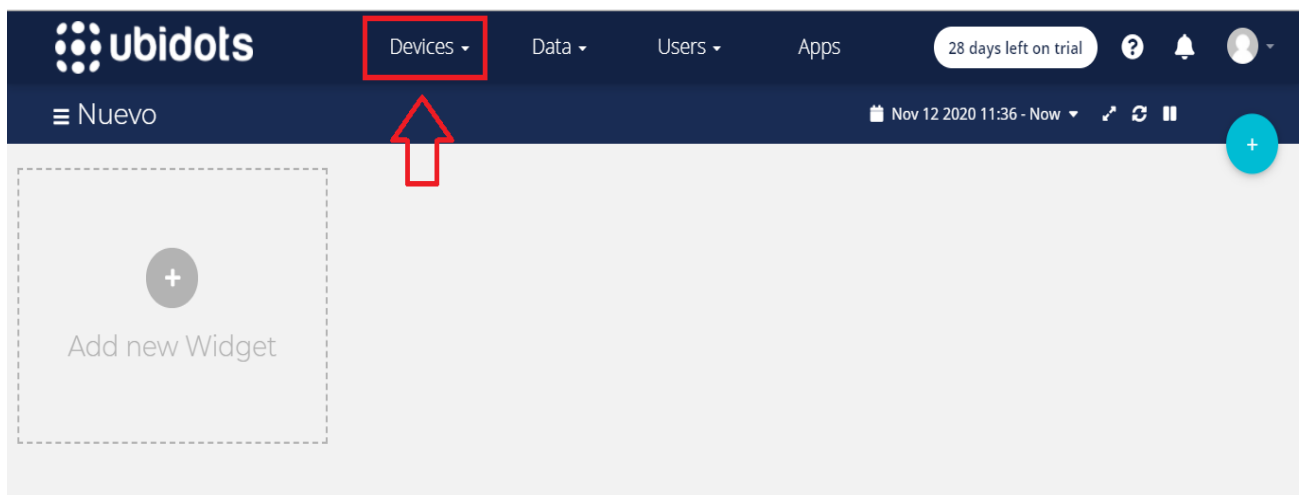 ubidots Devices Data Users Apps 28 days left on trial ?
Nuevo Nov 12 2020 11:36 - Now
+
+
Add new Widget